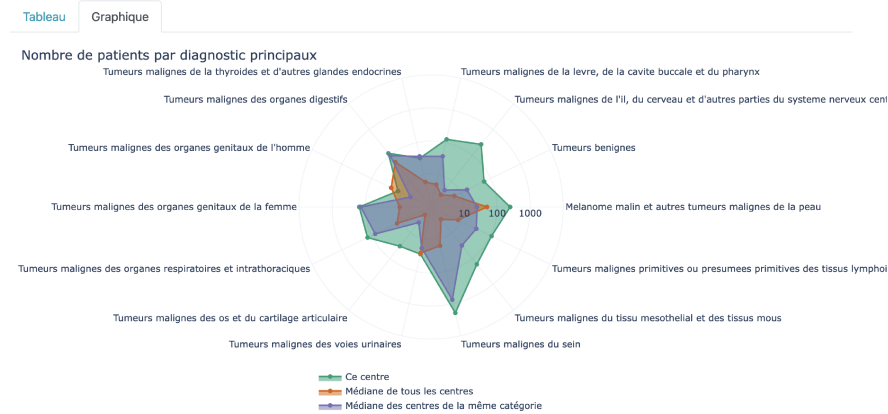 Tableau
Graphique
Nombre de patients par diagnostic principaux
Tumeurs malignes de la thyroides et d'autres glandes endocrines
Tumeurs malignes de la levre, de la cavite buccale et du pharynx
Tumeurs malignes des organes digestifs
Tumeurs malignes de l'il, du cerveau et d'autres parties du systeme nerveux cent
Tumeurs malignes des organes genitaux de l'homme
Tumeurs benignes
Tumeurs malignes des organes genitaux de la femme
10 100 1000
Melanome malin et autres tumeurs malignes de la peau
Tumeurs malignes des organes respiratoires et intrathoraciques
Tumeurs malignes primitives ou presumees primitives des tissus lymphoi
Tumeurs malignes des os et du cartilage articulaire
Tumeurs malignes du tissu mesothelial et des tissus mous
Tumeurs malignes des voies urinaires
Tumeurs malignes du sein
Ce centre
Médiane de tous les centres
Médiane des centres de la même catégorie